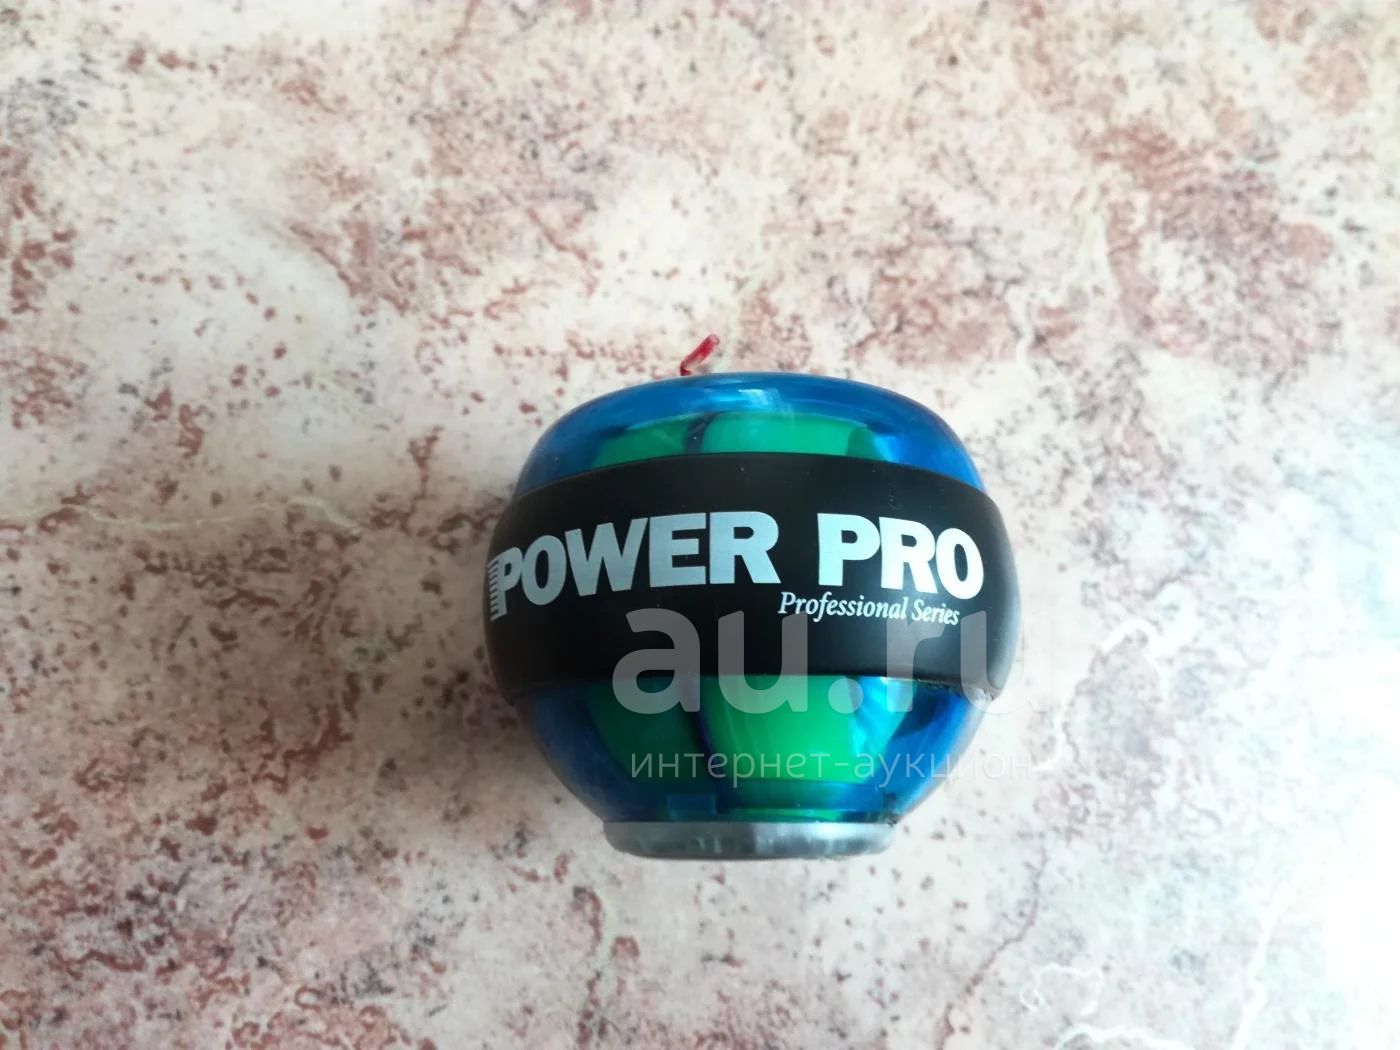 POWER PRO
Professional Series
au.ru
интернет-аукцион